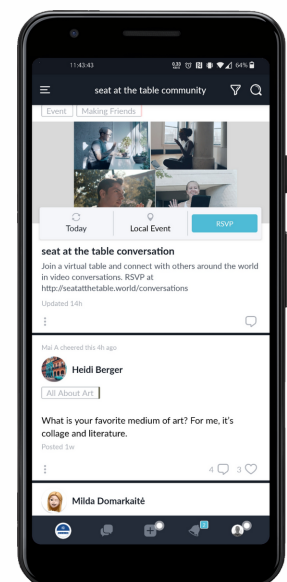 11:43:43
64%
seat at the table community
Event
Making Friends
Today
Local Event
RSVP
seat at the table conversation
Join a virtual table and connect with others around the world
in video conversations. RSVP at
http://seatatthetable.world/conversations
Updated 14h
Mai A cheered this 4h ago
Heidi Berger
All About Art
What is your favorite medium of art? For me, it's
collage and literature.
Posted 1w
4
3
Milda Domarkaitė